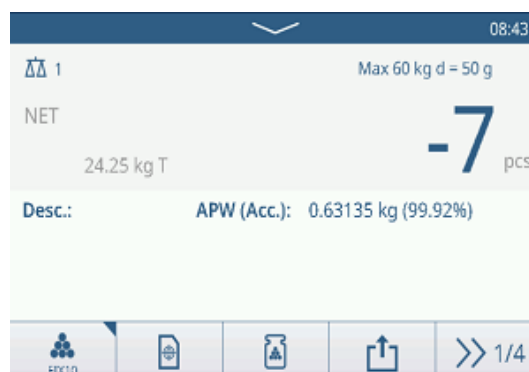 08:43
1 Max 60 kg d = 50 g
NET
-7 pcs
24.25 kg T
Desc.: APW (Acc.): 0.63135 kg (99.92%)
FIX10
1/4